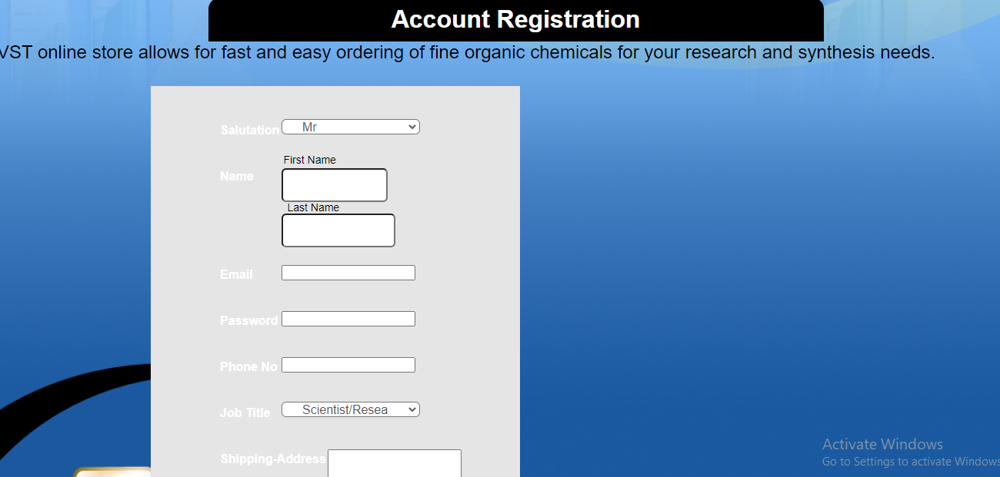 Account Registration
VST online store allows for fast and easy ordering of fine organic chemicals for your research and synthesis needs.
Salutation Mr
First Name
Name
Last Name
Email
Password
Phone No
Job Title Scientist/Resea
Shipping-Address
Activate Windows
Go to Settings to activate Windows